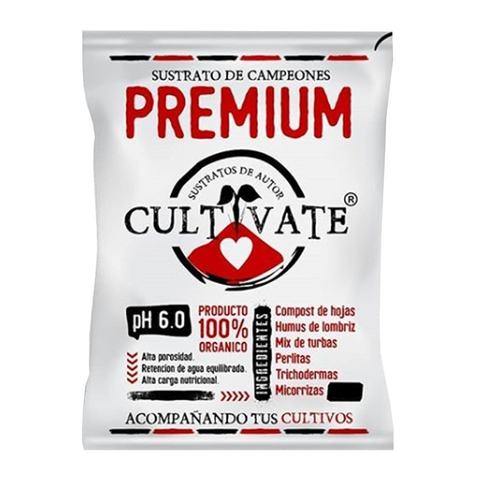 SUSTRATO DE CAMPEONES
PREMIUM
SUSTRATOS DE AUTOR
CULTIVATE®
pH 6.0
PRODUCTO
100%
ORGANICO
Alta porosidad.
Retencion de agua equilibrada.
Alta carga nutricional.
INGREDIENTES
Compost de hojas
Humus de lombriz
Mix de turbas
Perlitas
Trichodermas
Micorrizas
ACOMPAÑANDO TUS CULTIVOS